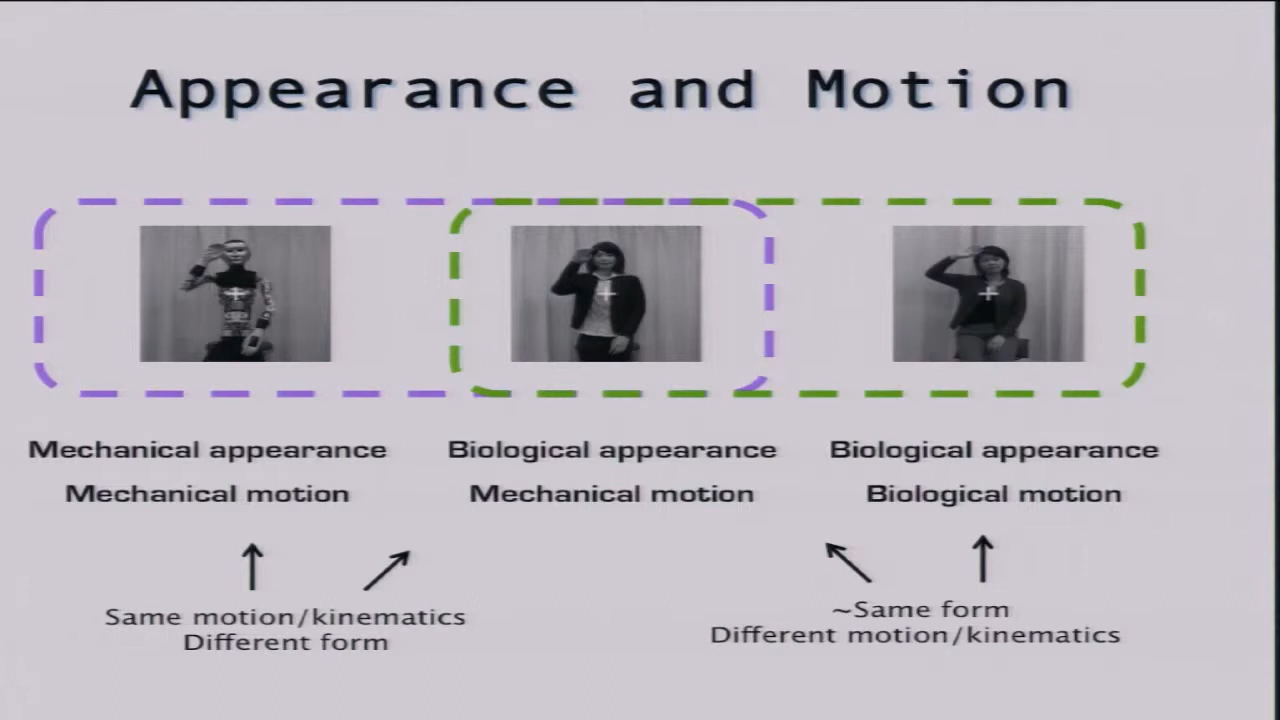 Appearance and Motion
Mechanical appearance
Mechanical motion
Biological appearance
Mechanical motion
Biological appearance
Biological motion
Same motion/kinematics
Different form
~Same form
Different motion/kinematics